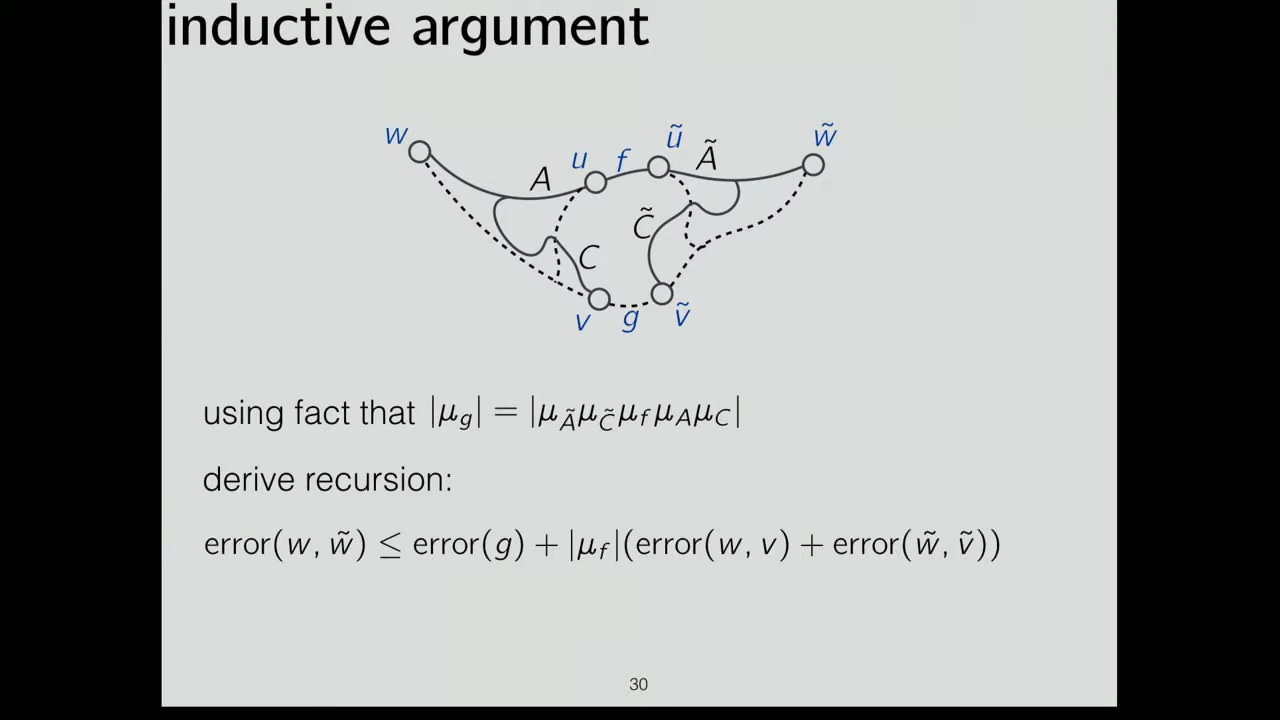 inductive argument
w u f ũ Ã w̃
A C̃
C
v g ṽ
using fact that |μ_g| = |μ_Ã μ_C̃ μ_f μ_A μ_C|
derive recursion:
error(w, w̃) ≤ error(g) + |μ_f|(error(w, v) + error(w̃, ṽ))
30